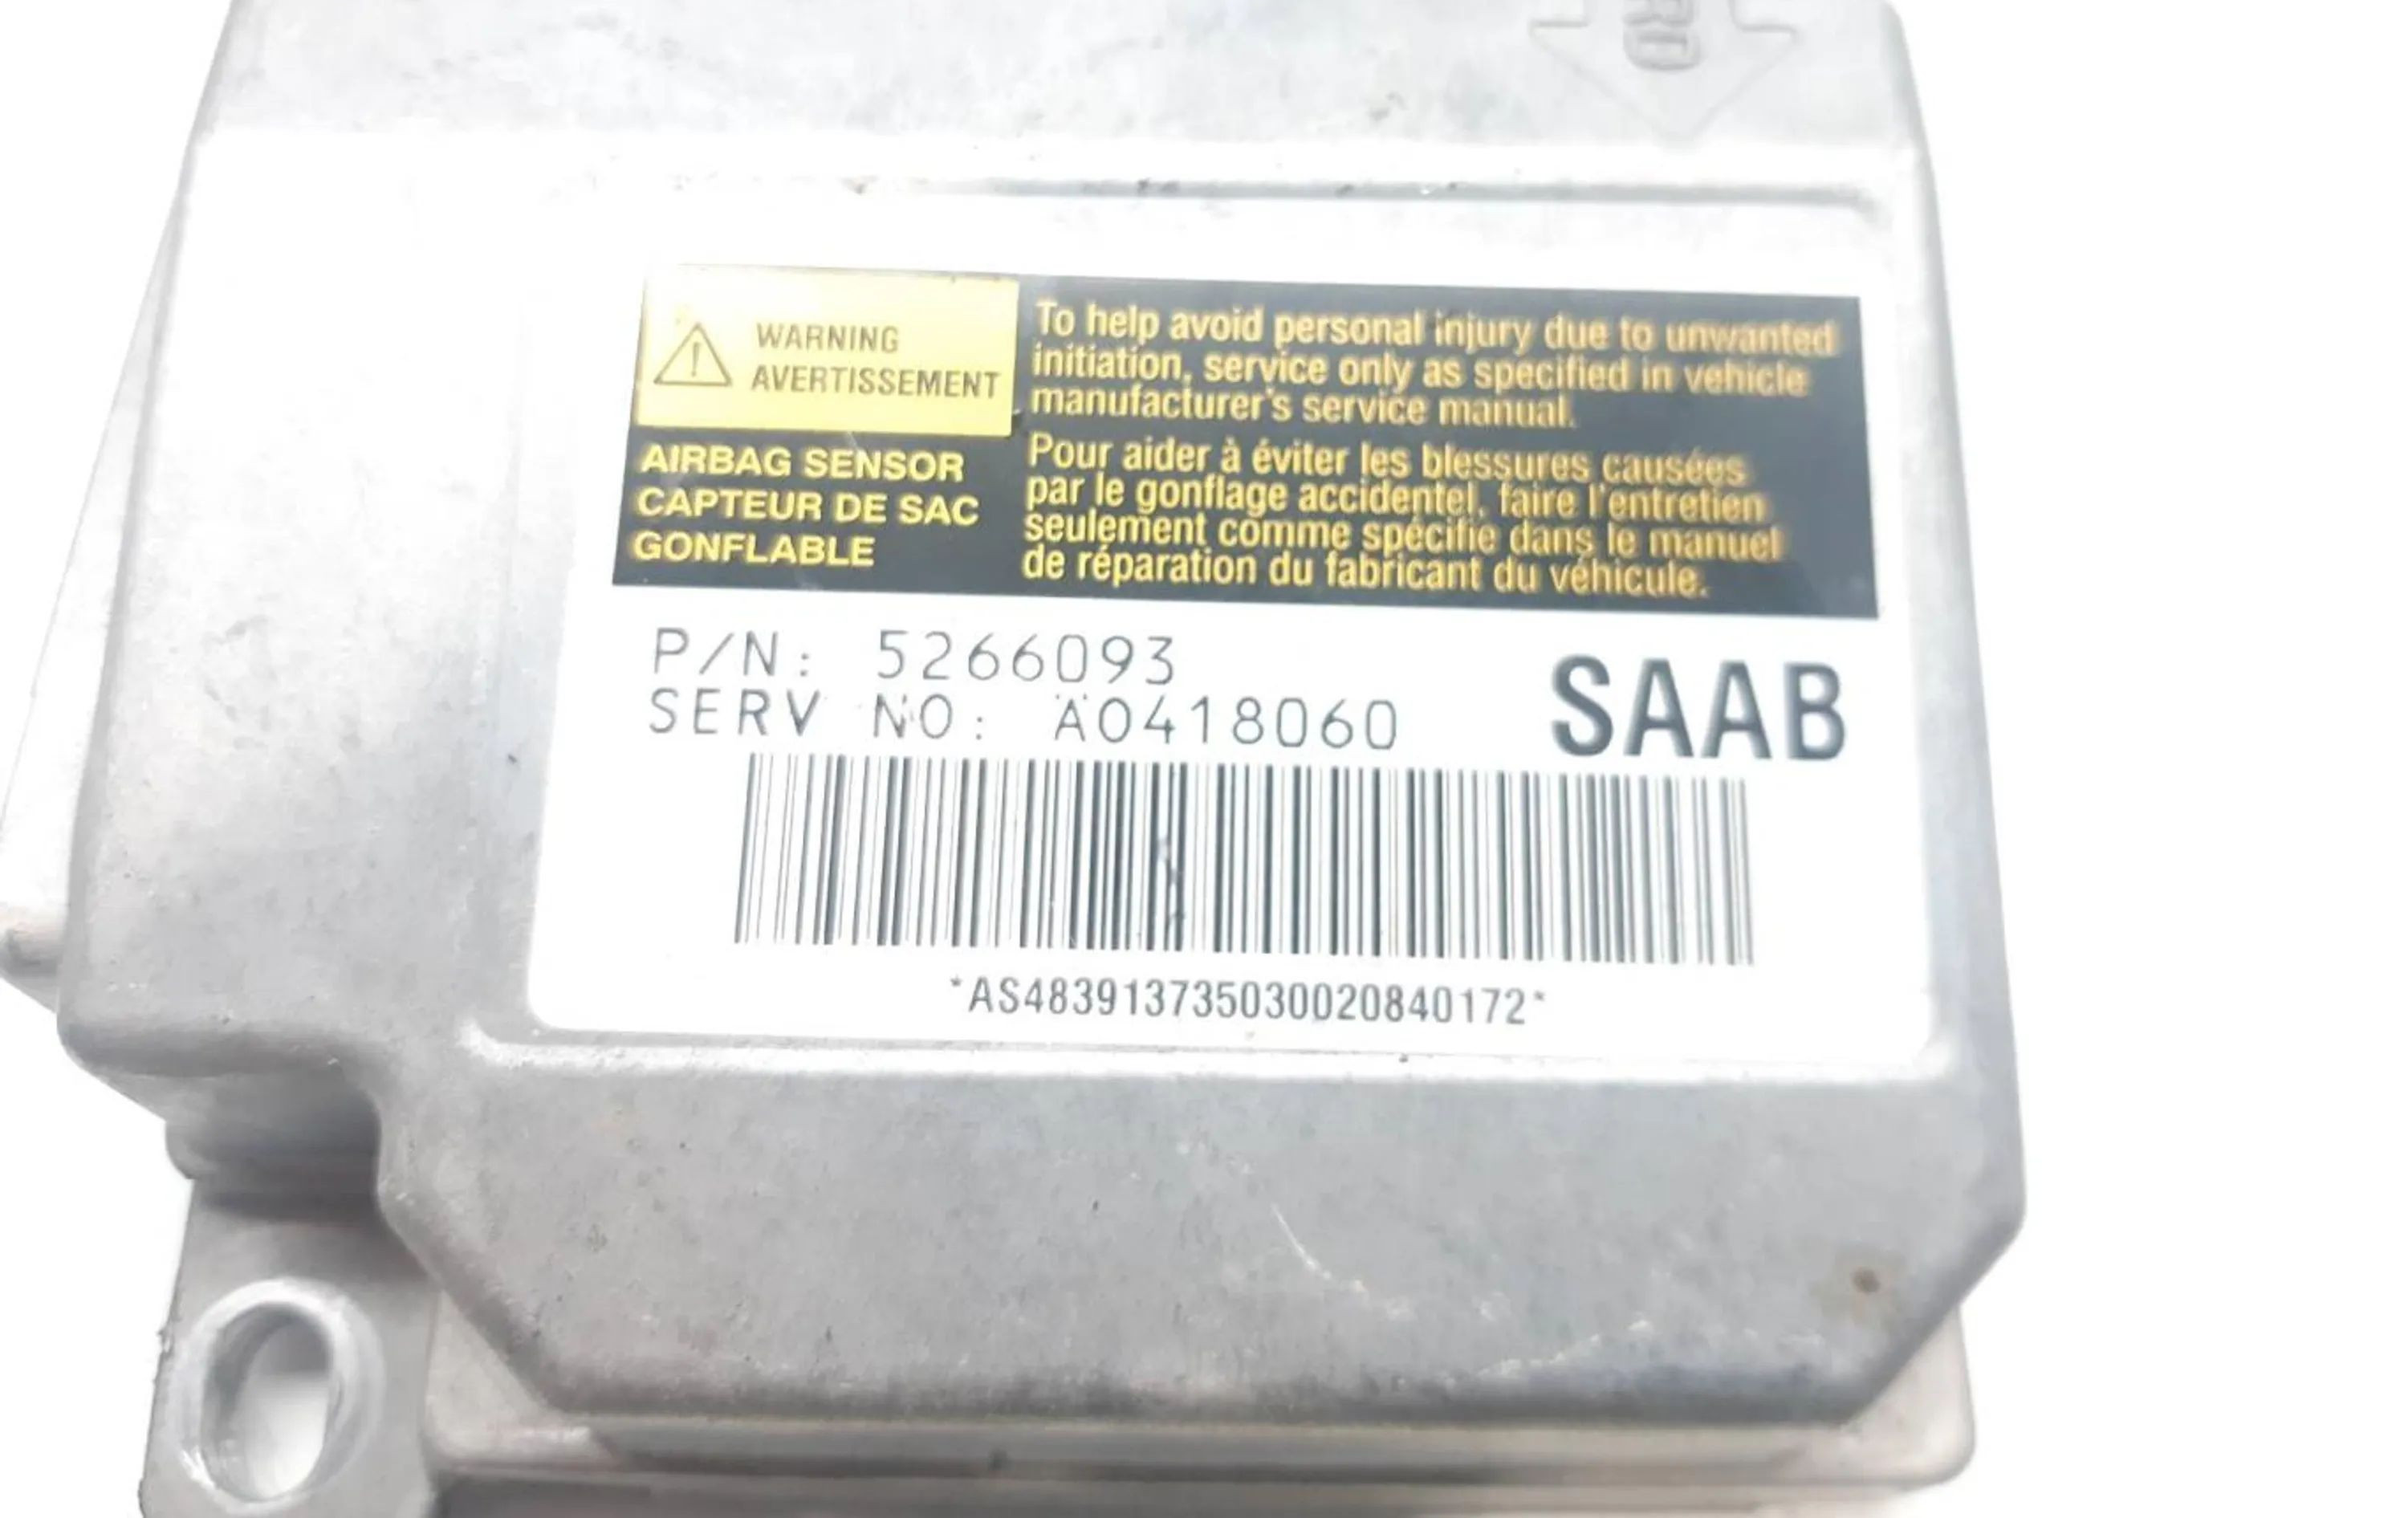 WARNING
AVERTISSEMENT
AIRBAG SENSOR
CAPTEUR DE SAC
GONFLABLE
To help avoid personal injury due to unwanted
initiation, service only as specified in vehicle
manufacturer's service manual.
Pour aider à éviter les blessures causées
par le gonflage accidentel, faire l'entretien
seulement comme spécifie dans le manuel
de réparation du fabricant du véhicule.
P/N: 5266093
SERV NO: A0418060
SAAB
*AS483913735030020840172*